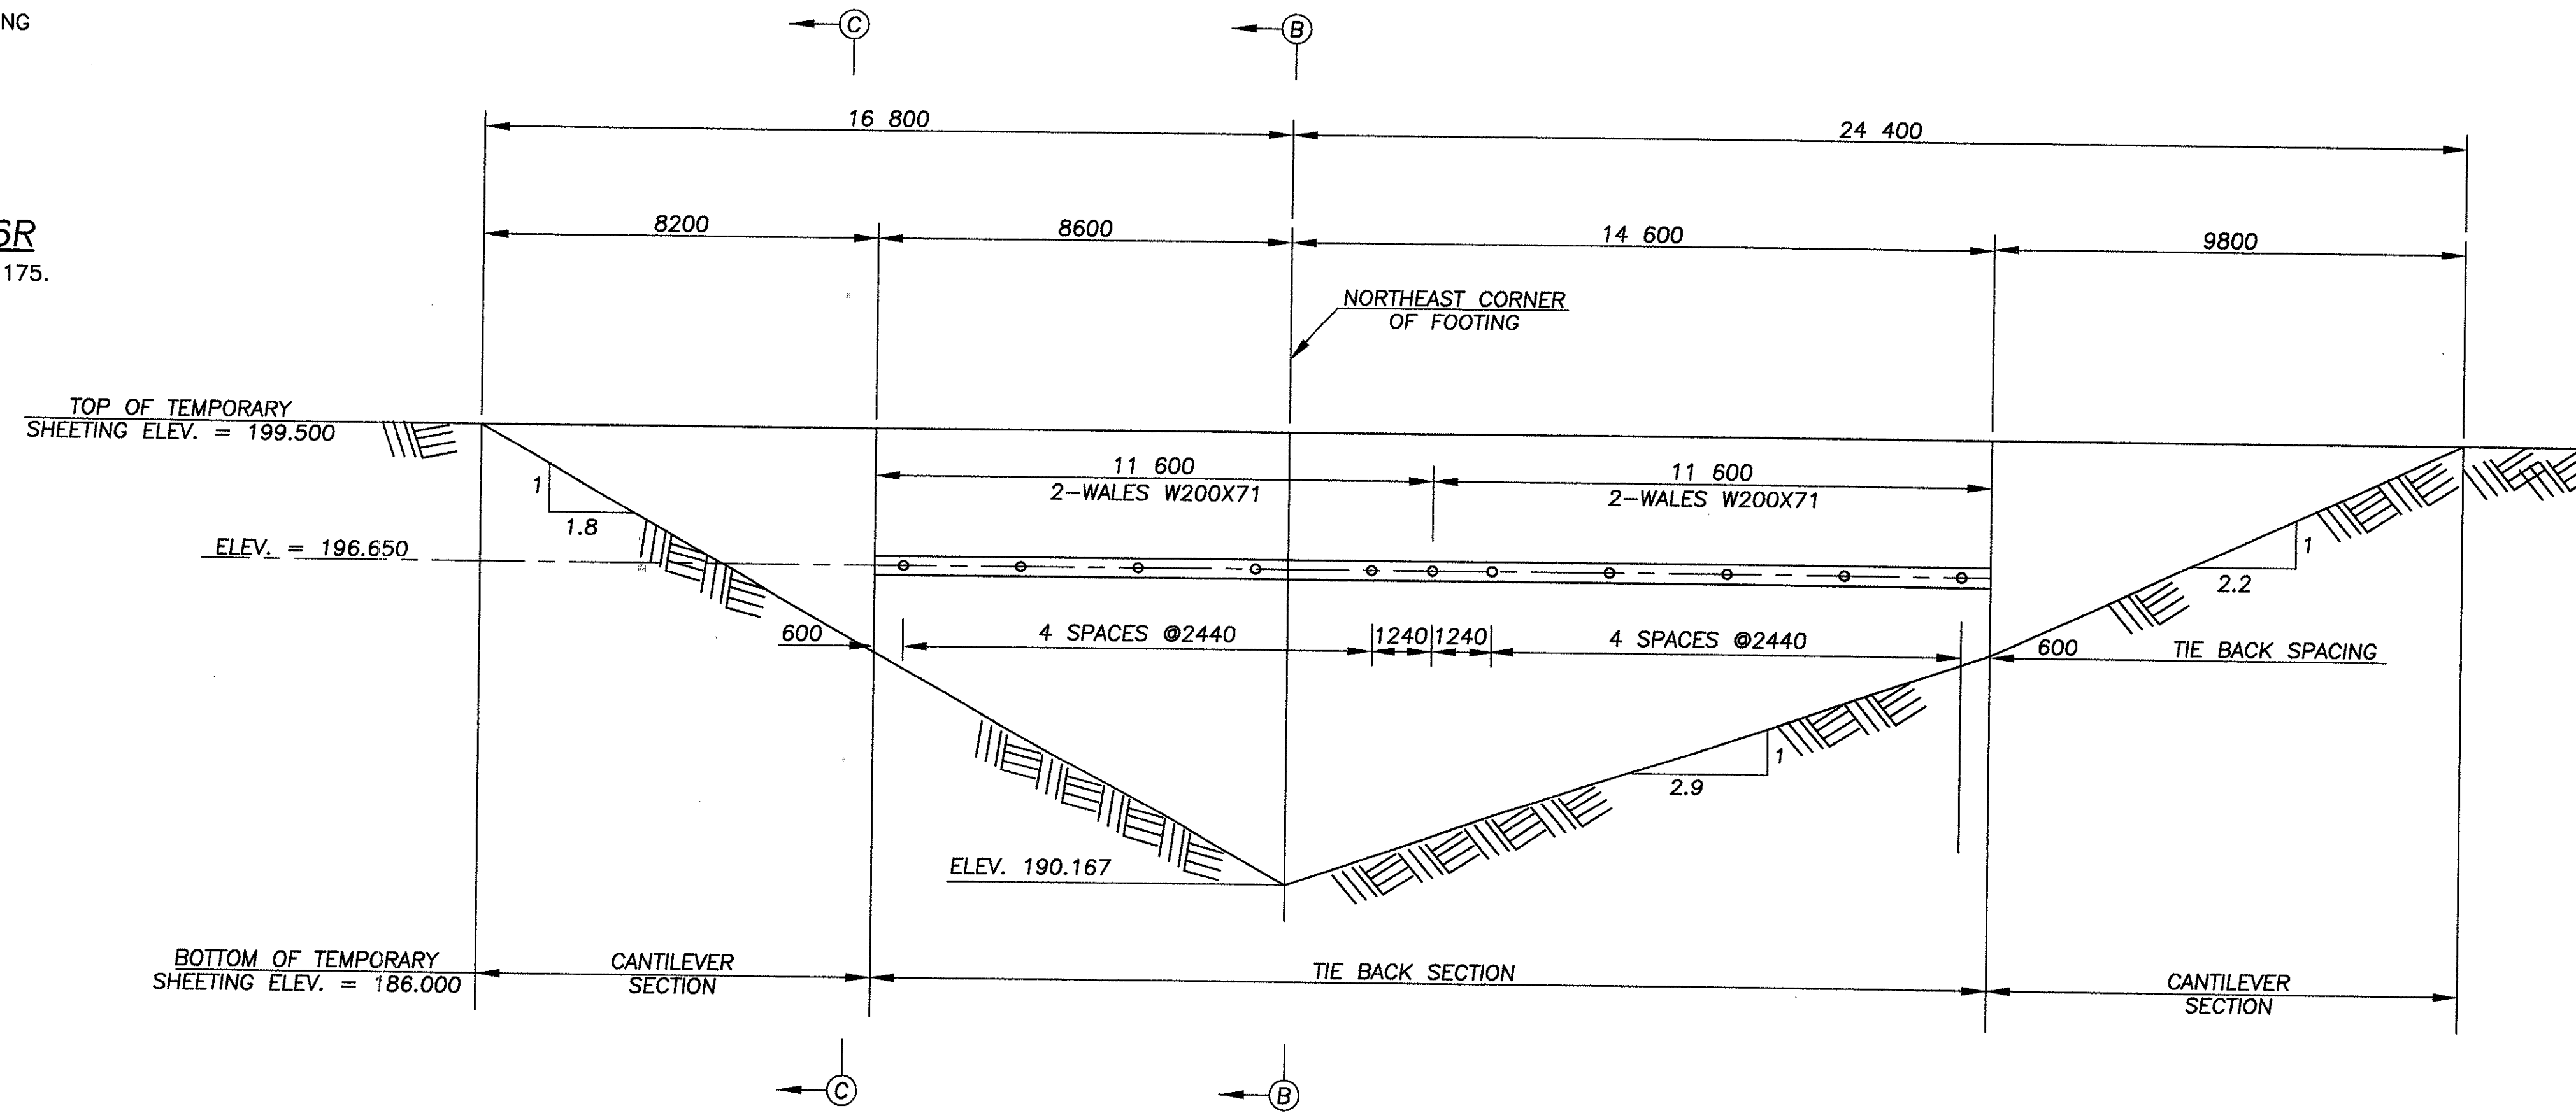 NG
C
B
16 800
24 400
6R
175.
8200
8600
14 600
9800
NORTHEAST CORNER
OF FOOTING
TOP OF TEMPORARY
SHEETING ELEV. = 199.500
1
1.8
11 600
2-WALES W200X71
11 600
2-WALES W200X71
ELEV. = 196.650
1
2.2
600
4 SPACES @2440
1240
1240
4 SPACES @2440
600
TIE BACK SPACING
1
2.9
ELEV. 190.167
BOTTOM OF TEMPORARY
SHEETING ELEV. = 186.000
CANTILEVER
SECTION
TIE BACK SECTION
CANTILEVER
SECTION
C
B